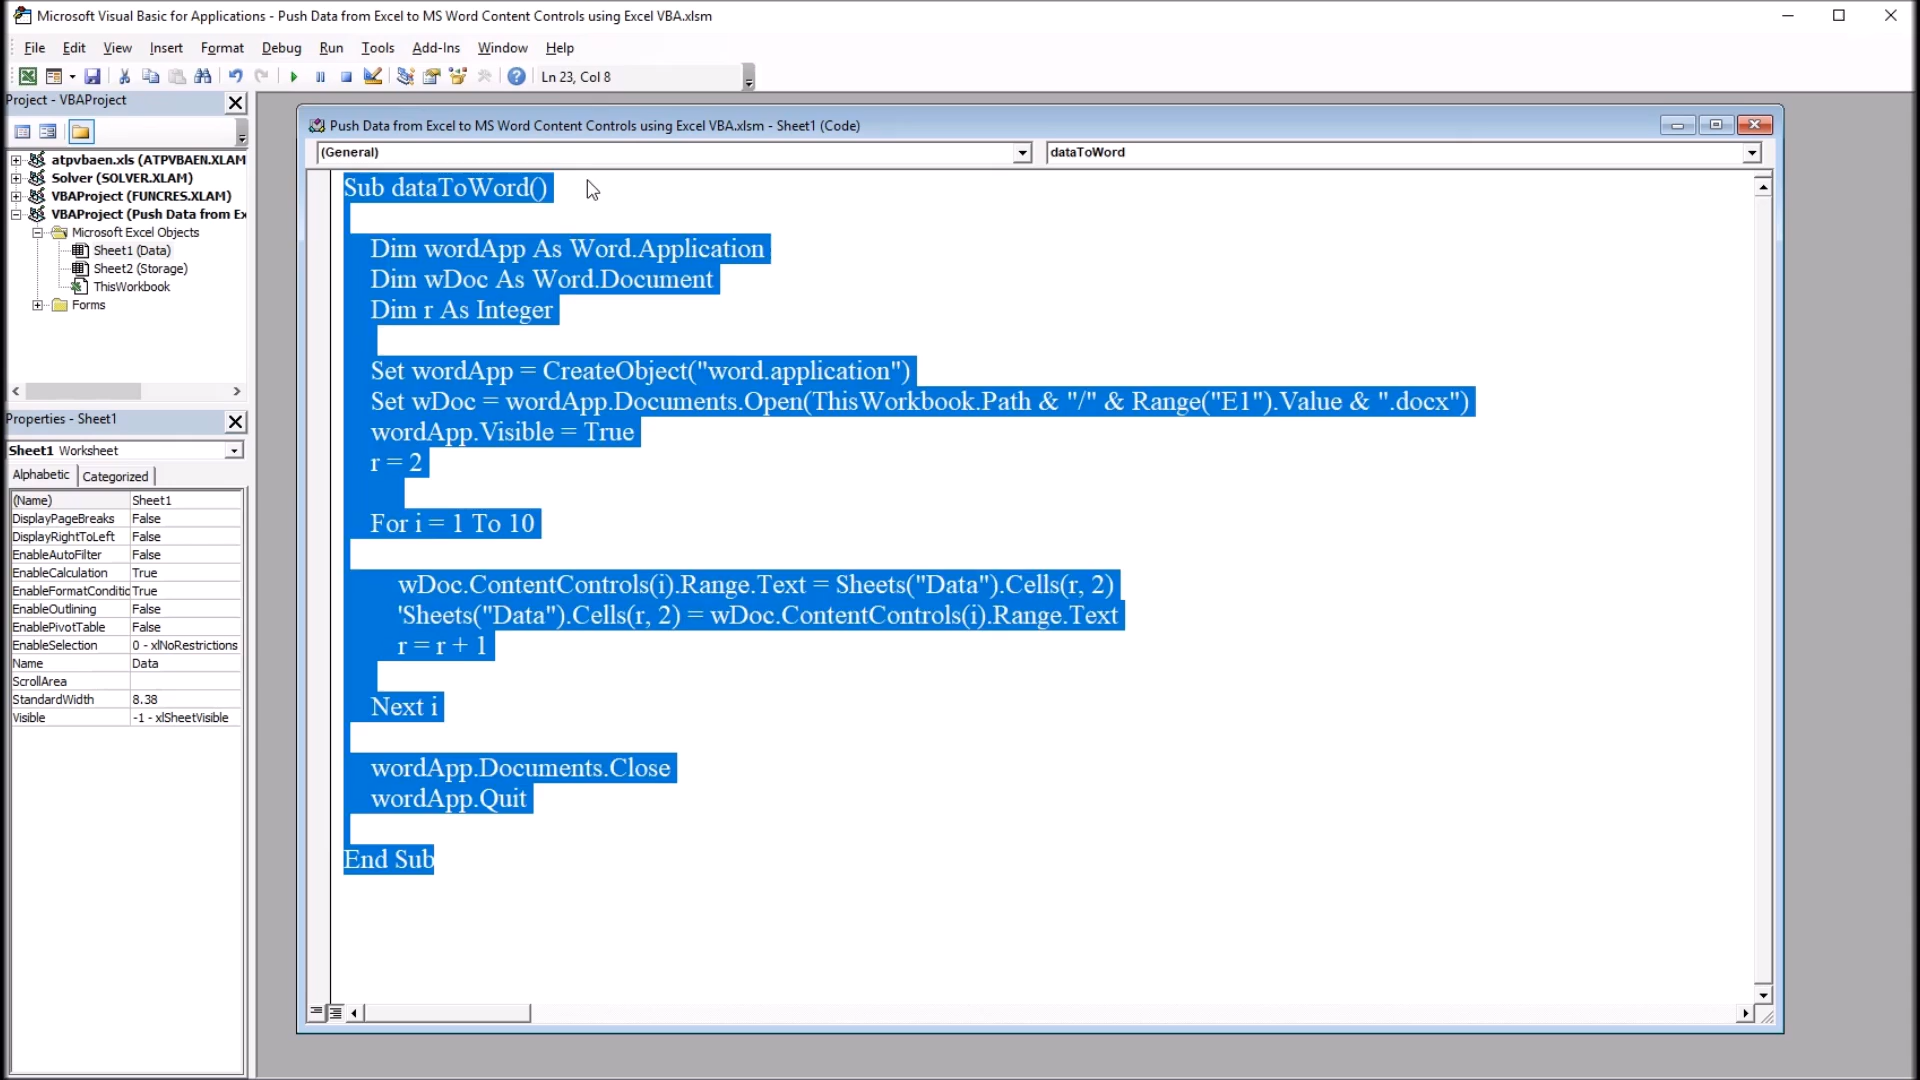 Microsoft Visual Basic for Applications - Push Data from Excel to MS Word Content Controls using Excel VBA.xlsm
File Edit View Insert Format Debug Run Tools Add-Ins Window Help
Ln 23, Col 8
Project - VBAProject
atpvbaen.xls (ATPVBAEN.XLAM
Solver (SOLVER.XLAM)
VBAProject (FUNCRES.XLAM)
VBAProject (Push Data from Ex
Microsoft Excel Objects
Sheet1 (Data)
Sheet2 (Storage)
ThisWorkbook
Forms
Properties - Sheet1
Sheet1 Worksheet
Alphabetic Categorized
(Name) Sheet1
DisplayPageBreaks False
DisplayRightToLeft False
EnableAutoFilter False
EnableCalculation True
EnableFormatConditic True
EnableOutlining False
EnablePivotTable False
EnableSelection 0 - xlNoRestrictions
Name Data
ScrollArea
StandardWidth 8.38
Visible -1 - xlSheetVisible
Push Data from Excel to MS Word Content Controls using Excel VBA.xlsm - Sheet1 (Code)
(General) dataToWord
Sub dataToWord()
Dim wordApp As Word.Application
Dim wDoc As Word.Document
Dim r As Integer
Set wordApp = CreateObject("word.application")
Set wDoc = wordApp.Documents.Open(ThisWorkbook.Path & "/" & Range("E1").Value & ".docx")
wordApp.Visible = True
r = 2
For i = 1 To 10
wDoc.ContentControls(i).Range.Text = Sheets("Data").Cells(r, 2)
'Sheets("Data").Cells(r, 2) = wDoc.ContentControls(i).Range.Text
r = r + 1
Next i
wordApp.Documents.Close
wordApp.Quit
End Sub